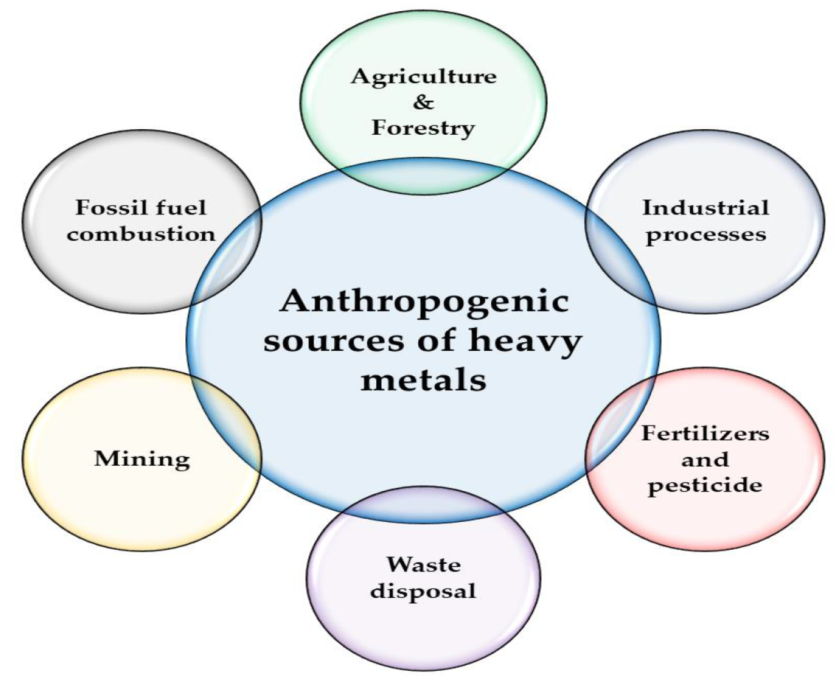 Agriculture
&
Forestry
Fossil fuel
combustion
Industrial
processes
Anthropogenic
sources of heavy
metals
Mining
Fertilizers
and
pesticide
Waste
disposal